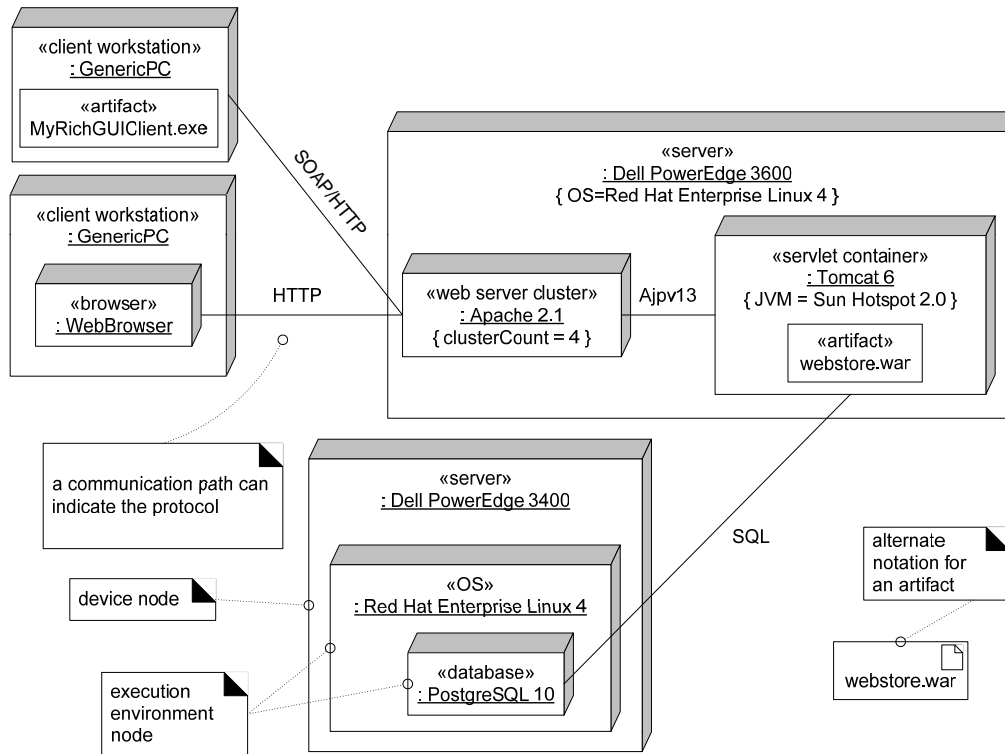 «client workstation»
: GenericPC
«artifact»
MyRichGUIClient.exe
SOAP/HTTP
«client workstation»
: GenericPC
«browser»
: WebBrowser
HTTP
«server»
: Dell PowerEdge 3600
{ OS=Red Hat Enterprise Linux 4 }
«web server cluster»
: Apache 2.1
{ clusterCount = 4 }
Ajpv13
«servlet container»
: Tomcat 6
{ JVM = Sun Hotspot 2.0 }
«artifact»
webstore.war
a communication path can
indicate the protocol
«server»
: Dell PowerEdge 3400
«OS»
: Red Hat Enterprise Linux 4
«database»
: PostgreSQL 10
SQL
device node
execution
environment
node
alternate
notation for
an artifact
webstore.war